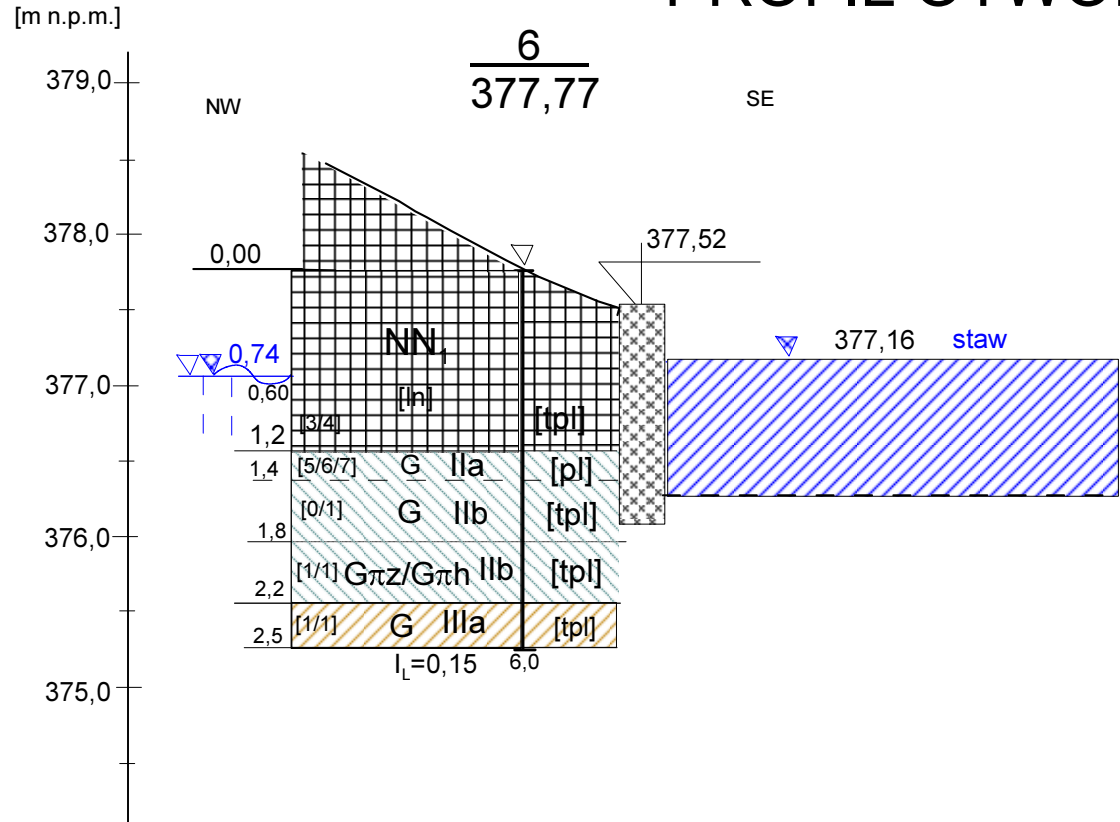 [m n.p.m.]
6
377,77
379,0
NW
SE
378,0
0,00
377,52
NN₁
0,74
377,16 staw
377,0
0,60
[ln]
[3/4]
[tpl]
1,2
1,4
[5/6/7] G IIa [pl]
[0/1] G IIb [tpl]
376,0
1,8
[1/1] Gπz/Gπh IIb [tpl]
2,2
[1/1] G IIIa [tpl]
2,5
I_L=0,15 6,0
375,0